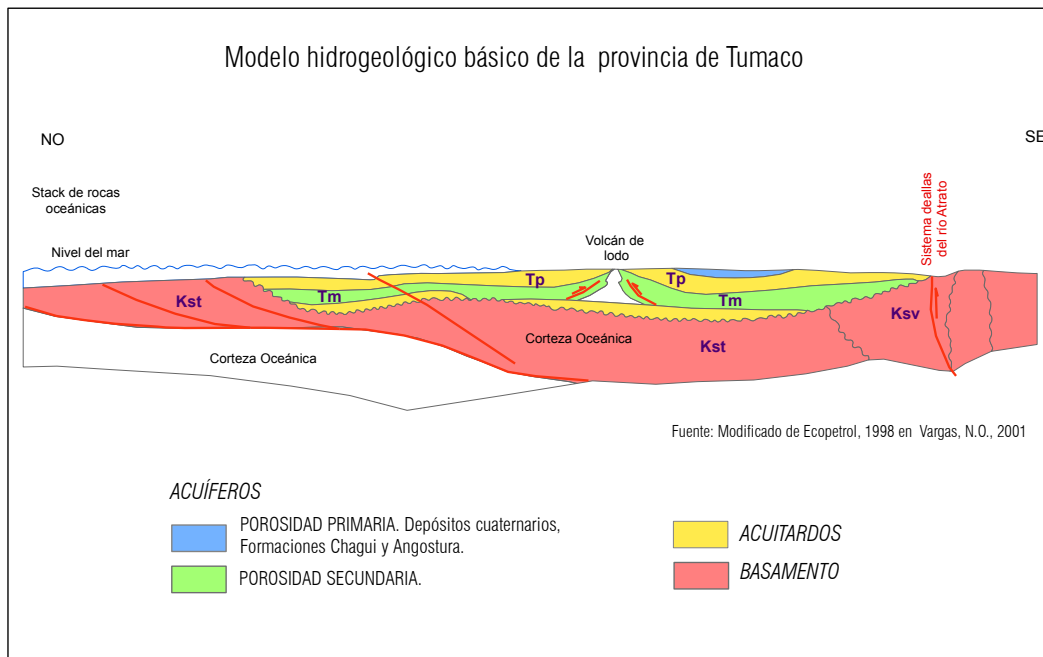 Modelo hidrogeológico básico de la provincia de Tumaco
NO
SE
Stack de rocas
oceánicas
Nivel del mar
Volcán de
lodo
Sistema deallas
del río Atrato
Tp
Tp
Tm
Tm
Kst
Ksv
Corteza Oceánica
Kst
Corteza Oceánica
Fuente: Modificado de Ecopetrol, 1998 en Vargas, N.O., 2001
ACUÍFEROS
POROSIDAD PRIMARIA. Depósitos cuaternarios,
Formaciones Chagui y Angostura.
POROSIDAD SECUNDARIA.
ACUITARDOS
BASAMENTO